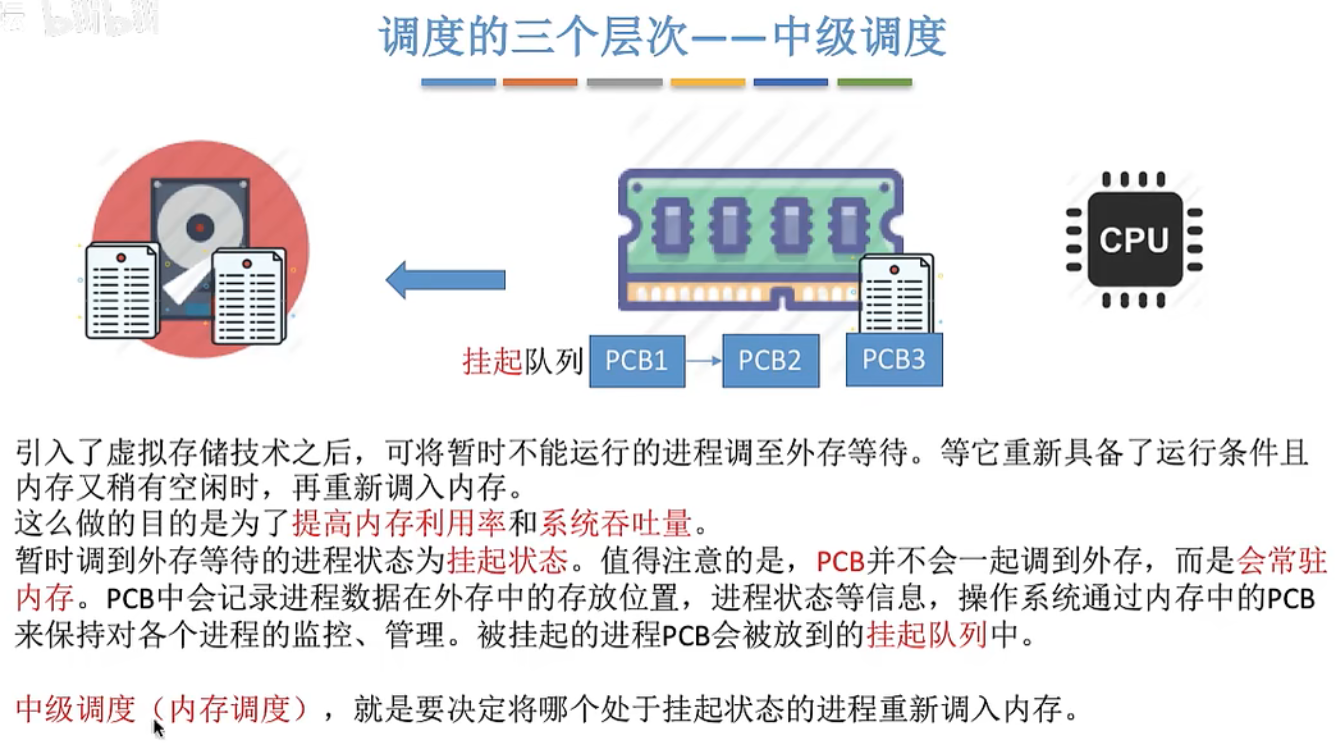 调度的三个层次——中级调度
CPU
挂起队列 PCB1 PCB2 PCB3
引入了虚拟存储技术之后，可将暂时不能运行的进程调至外存等待。等它重新具备了运行条件且
内存又稍有空闲时，再重新调入内存。
这么做的目的是为了提高内存利用率和系统吞吐量。
暂时调到外存等待的进程状态为挂起状态。值得注意的是，PCB并不会一起调到外存，而是会常驻
内存。PCB中会记录进程数据在外存中的存放位置，进程状态等信息，操作系统通过内存中的PCB
来保持对各个进程的监控、管理。被挂起的进程PCB会被放到的挂起队列中。
中级调度（内存调度），就是要决定将哪个处于挂起状态的进程重新调入内存。